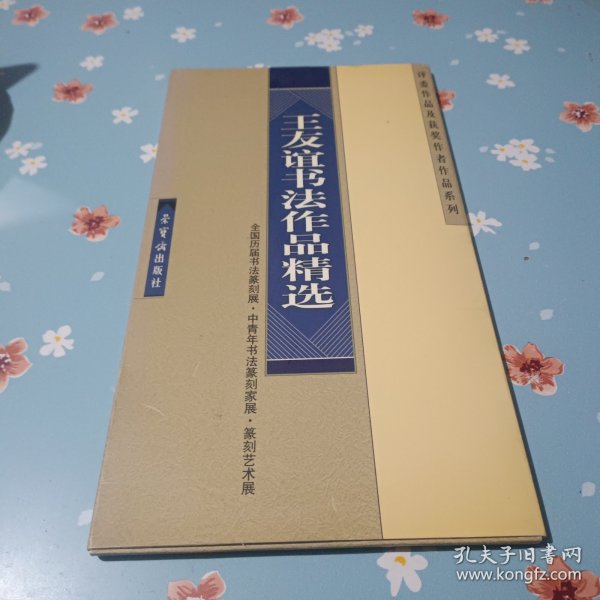 评委作品及获奖作者作品系列
王友谊书法作品精选
全国历届书法篆刻展·中青年书法篆刻家展·篆刻艺术展
荣宝斋出版社
孔夫子旧书网
www.kongfz.com